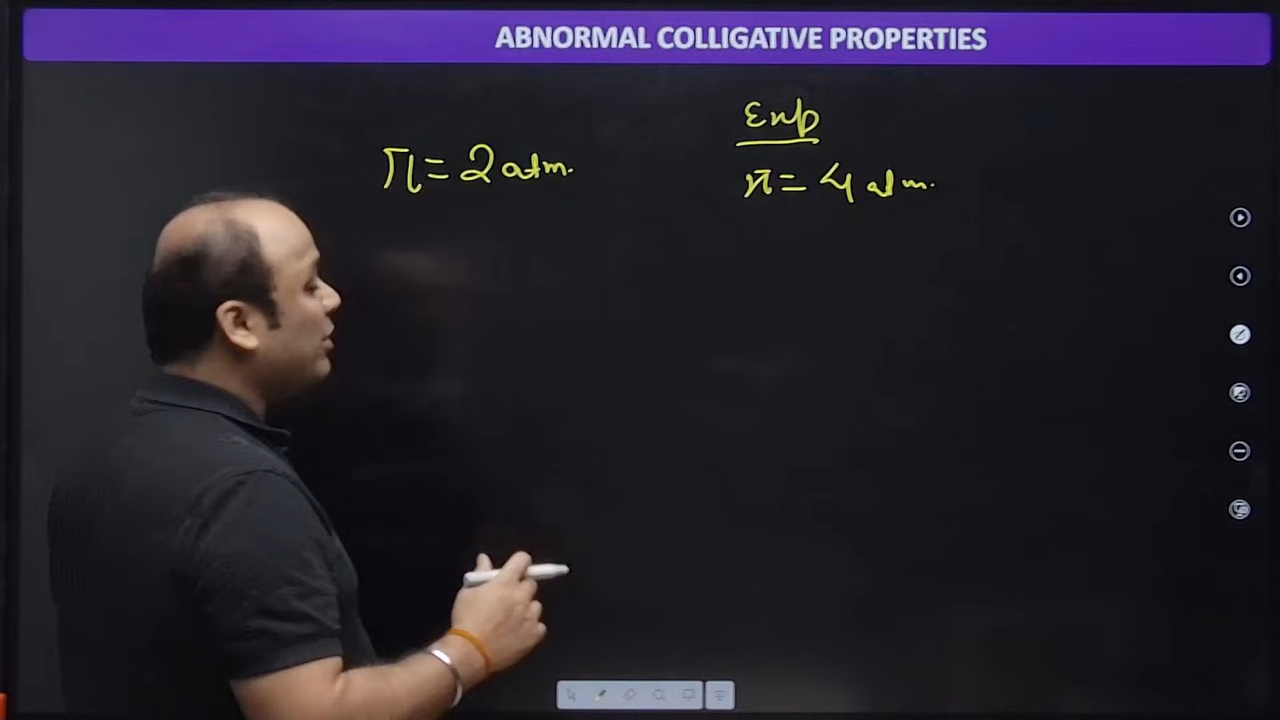 ABNORMAL COLLIGATIVE PROPERTIES
Exp
π = 2 atm.
π = 4 atm.